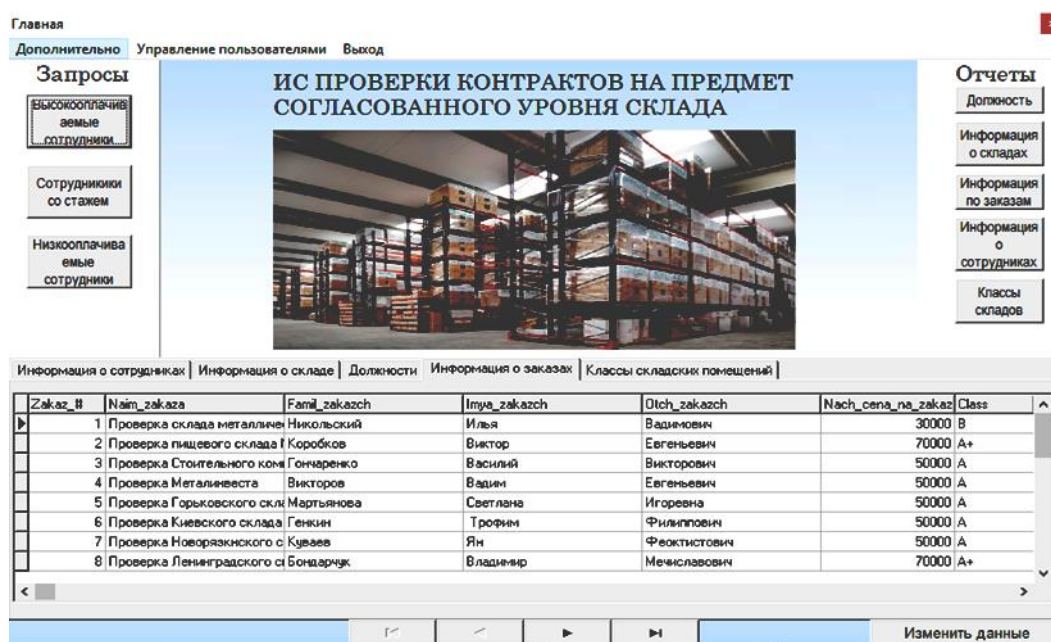 Главная
Дополнительно Управление пользователями Выход
Запросы
Высокооплачив
аемые
сотрудники
Сотрудникики
со стажем
Низкооплачива
емые
сотрудники
ИС ПРОВЕРКИ КОНТРАКТОВ НА ПРЕДМЕТ
СОГЛАСОВАННОГО УРОВНЯ СКЛАДА
Отчеты
Должность
Информация
о складах
Информация
по заказам
Информация
о
сотрудниках
Классы
складов
Информация о сотрудниках Информация о складе Должности Информация о заказах Классы складских помещений
Zakaz_# Naim_zakaza Famil_zakazch Imya_zakazch Otch_zakazch Nach_cena_na_zakaz Class
1 Проверка склада металличе Никольский Илья Вадимович 30000 B
2 Проверка пищевого склада Коробков Виктор Евгеньевич 70000 A+
3 Проверка Стоительного ком Гончаренко Василий Викторович 50000 A
4 Проверка Металинвеста Викторов Вадим Евгеньевич 50000 A
5 Проверка Горьковского скл Мартьянова Светлана Игоревна 50000 A
6 Проверка Киевского склада Генкин Трофим Филиппович 50000 A
7 Проверка Новорязкнского с Куваев Ян Феоктистович 50000 A
8 Проверка Ленинградского с Бондарчук Владимир Мечиславович 70000 A+
Изменить данные